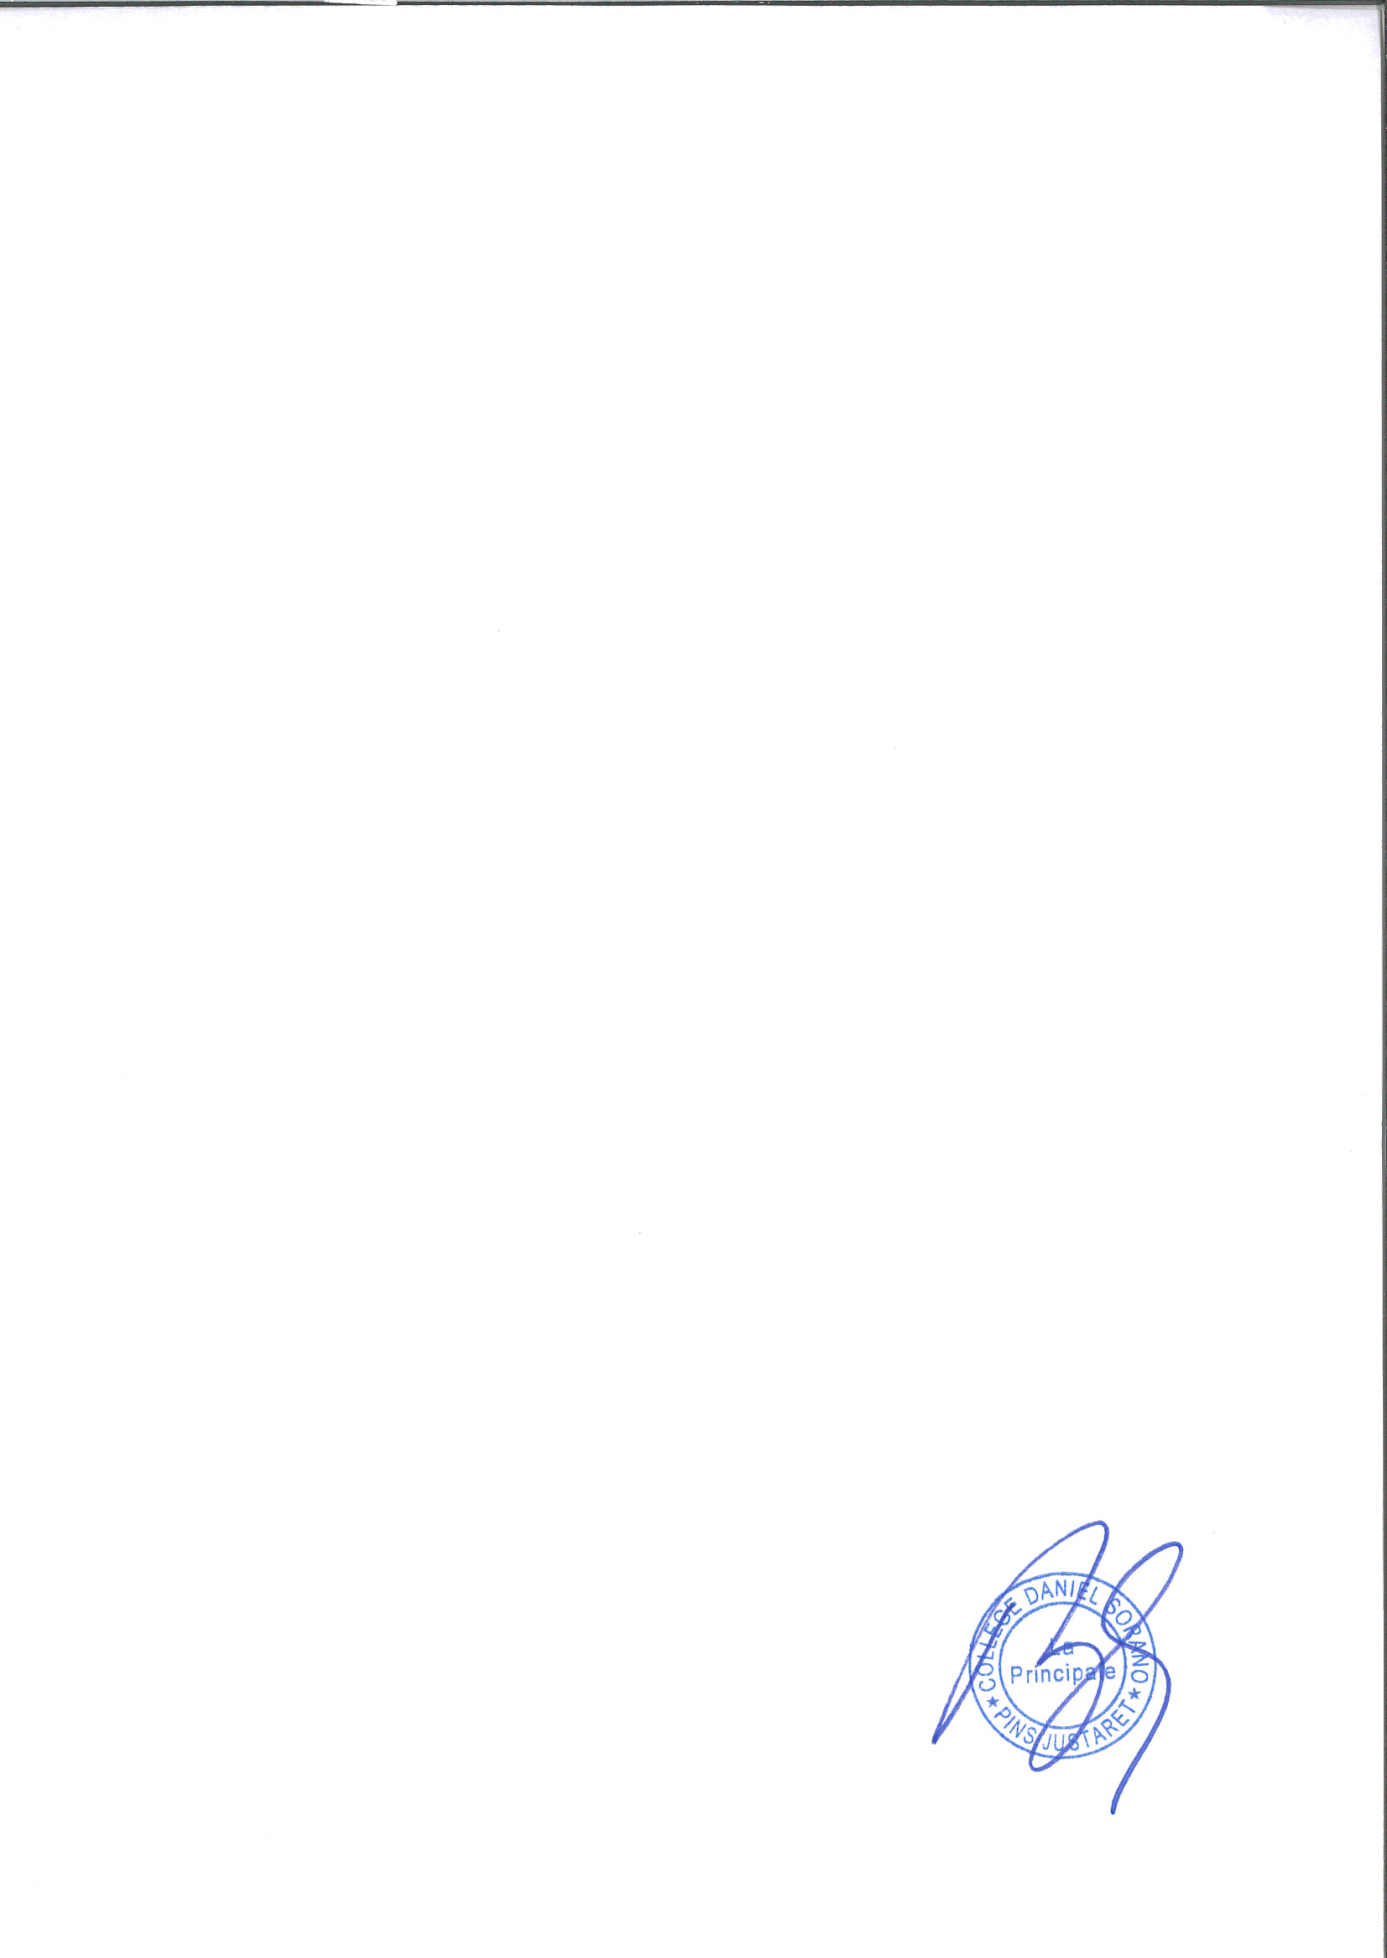 COLLEGE DANIEL SORANO
La
Principale
★ PINS JUSTARET ★